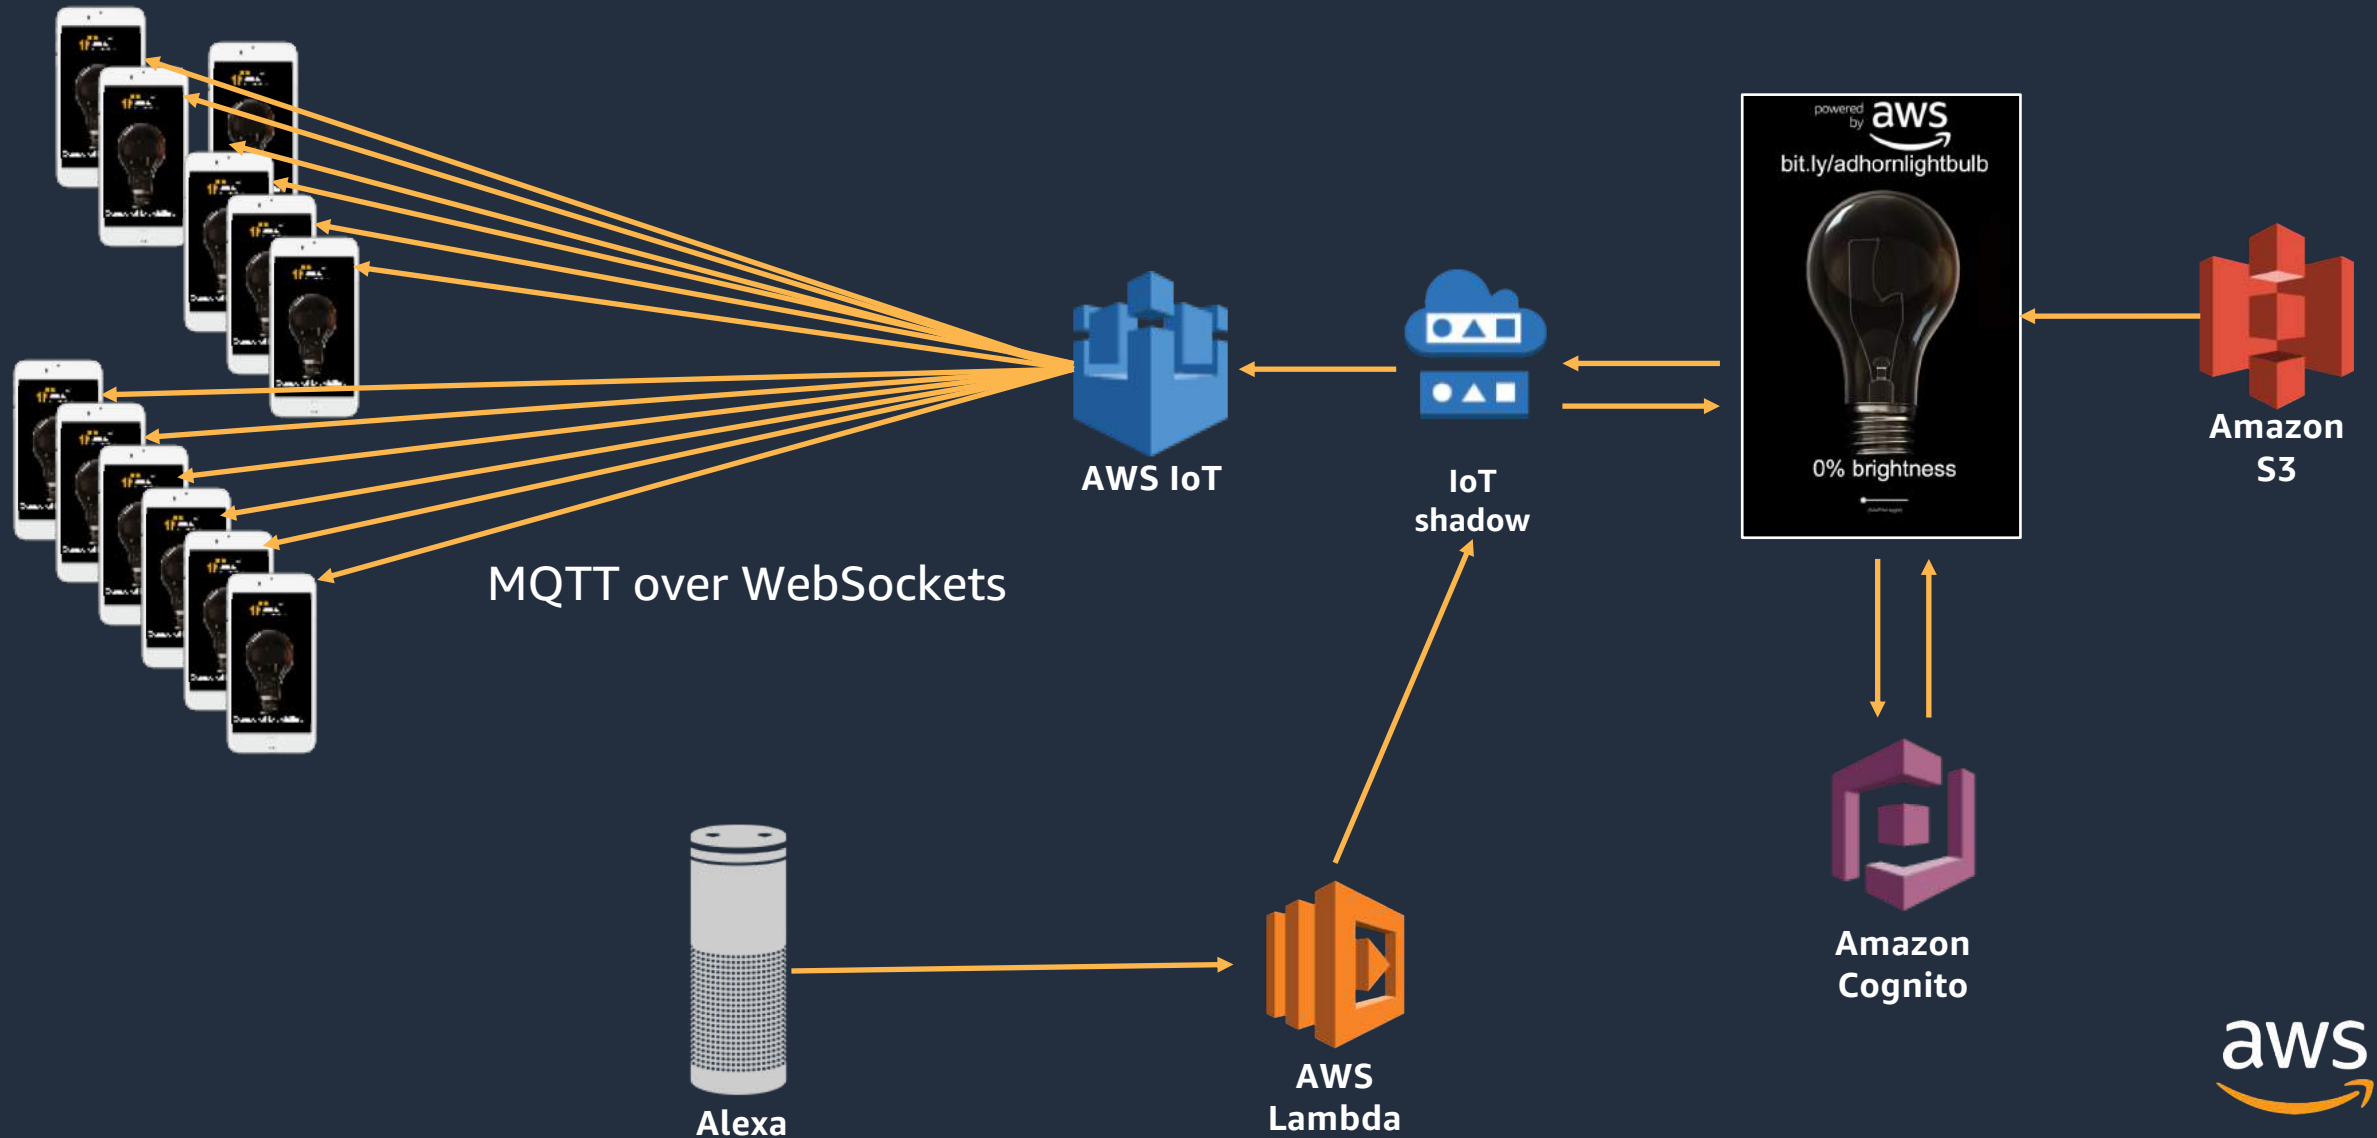 powered
by aws
bit.ly/adhornlightbulb
0% brightness
AWS IoT
IoT
shadow
Amazon
S3
MQTT over WebSockets
Amazon
Cognito
Alexa
AWS
Lambda
aws